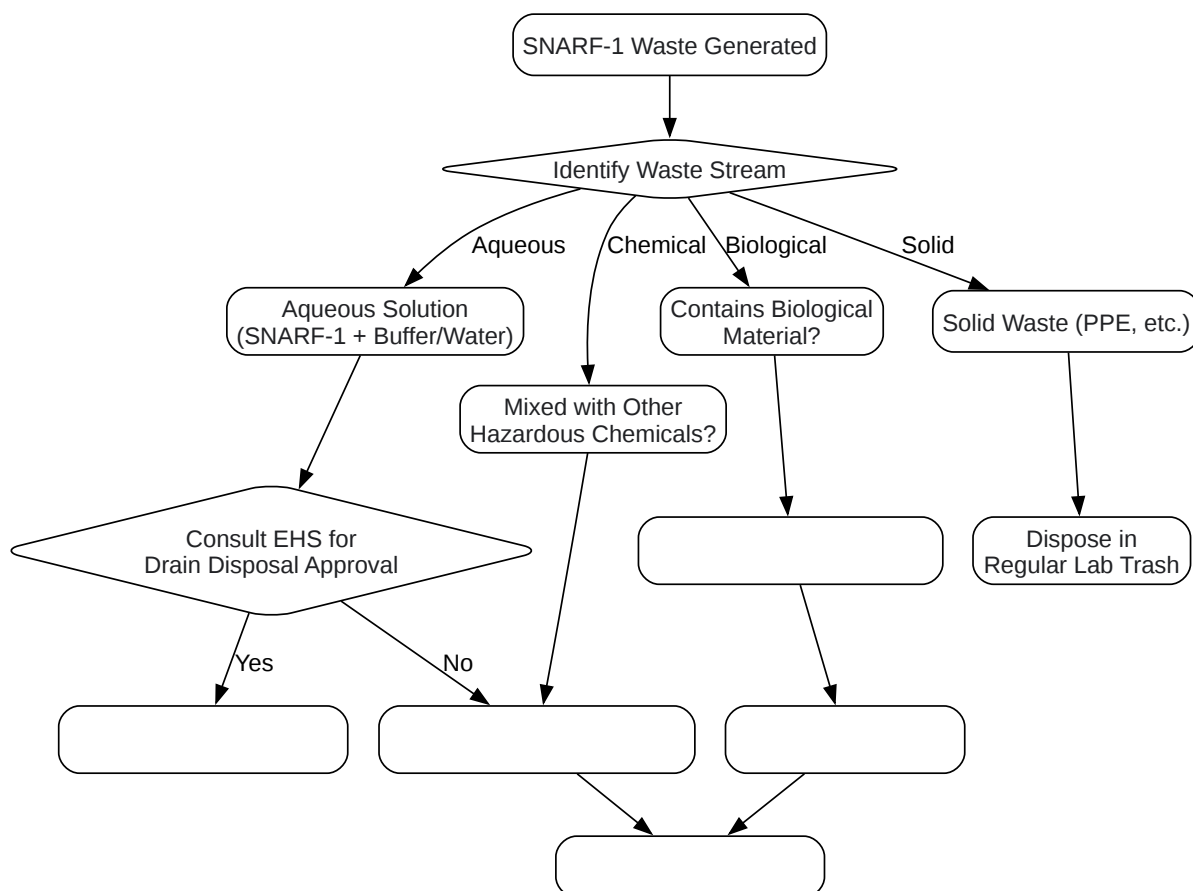 SNARF-1 Waste Generated
Identify Waste Stream
Aqueous
Chemical
Biological
Solid
Aqueous Solution
(SNARF-1 + Buffer/Water)
Contains Biological
Material?
Solid Waste (PPE, etc.)
Mixed with Other
Hazardous Chemicals?
Consult EHS for
Drain Disposal Approval
Dispose in
Regular Lab Trash
Yes
No